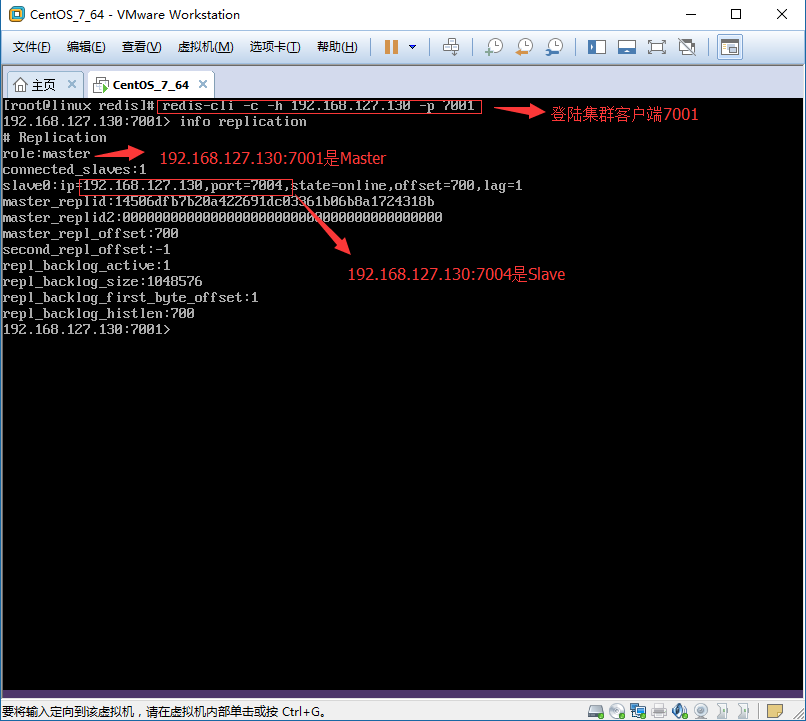 CentOS_7_64 - VMware Workstation
文件(F) 编辑(E) 查看(V) 虚拟机(M) 选项卡(T) 帮助(H)
主页 CentOS_7_64
[root@linux redis]# redis-cli -c -h 192.168.127.130 -p 7001
登陆集群客户端7001
192.168.127.130:7001> info replication
# Replication
role:master
192.168.127.130:7001是Master
connected_slaves:1
slave0:ip=192.168.127.130,port=7004,state=online,offset=700,lag=1
master_replid:14506dfb7b20a422691dc03361b06b8a1724318b
master_replid2:0000000000000000000000000000000000000000
master_repl_offset:700
second_repl_offset:-1
repl_backlog_active:1
192.168.127.130:7004是Slave
repl_backlog_size:1048576
repl_backlog_first_byte_offset:1
repl_backlog_histlen:700
192.168.127.130:7001>
要将输入定向到该虚拟机，请在虚拟机内部单击或按 Ctrl+G。